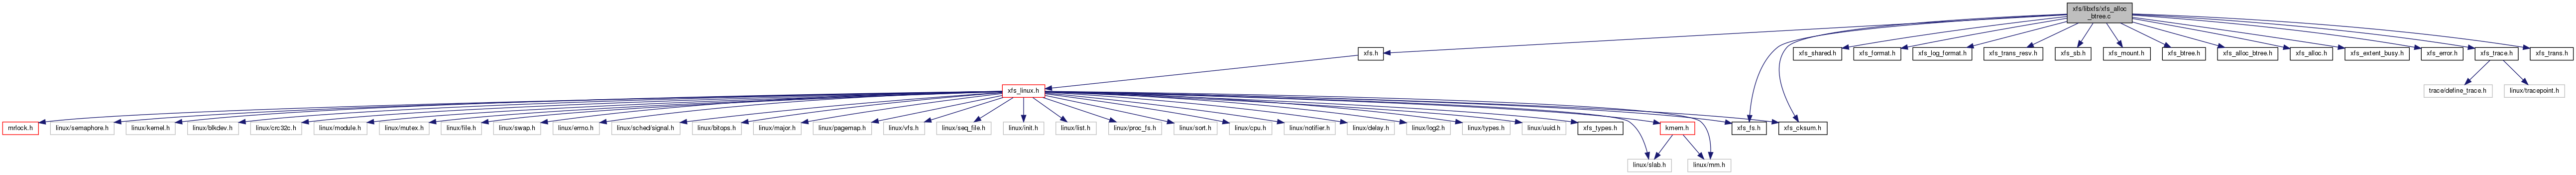 xfs/libxfs/xfs_alloc
_btree.c
xfs.h
xfs_shared.h
xfs_format.h
xfs_log_format.h
xfs_trans_resv.h
xfs_sb.h
xfs_mount.h
xfs_btree.h
xfs_alloc_btree.h
xfs_alloc.h
xfs_extent_busy.h
xfs_error.h
xfs_trace.h
xfs_trans.h
xfs_linux.h
trace/define_trace.h
linux/tracepoint.h
mrlock.h
linux/semaphore.h
linux/kernel.h
linux/blkdev.h
linux/crc32c.h
linux/module.h
linux/mutex.h
linux/file.h
linux/swap.h
linux/errno.h
linux/sched/signal.h
linux/bitops.h
linux/major.h
linux/pagemap.h
linux/vfs.h
linux/seq_file.h
linux/init.h
linux/list.h
linux/proc_fs.h
linux/sort.h
linux/cpu.h
linux/notifier.h
linux/delay.h
linux/log2.h
linux/types.h
linux/uuid.h
xfs_types.h
kmem.h
xfs_fs.h
xfs_cksum.h
linux/slab.h
linux/mm.h